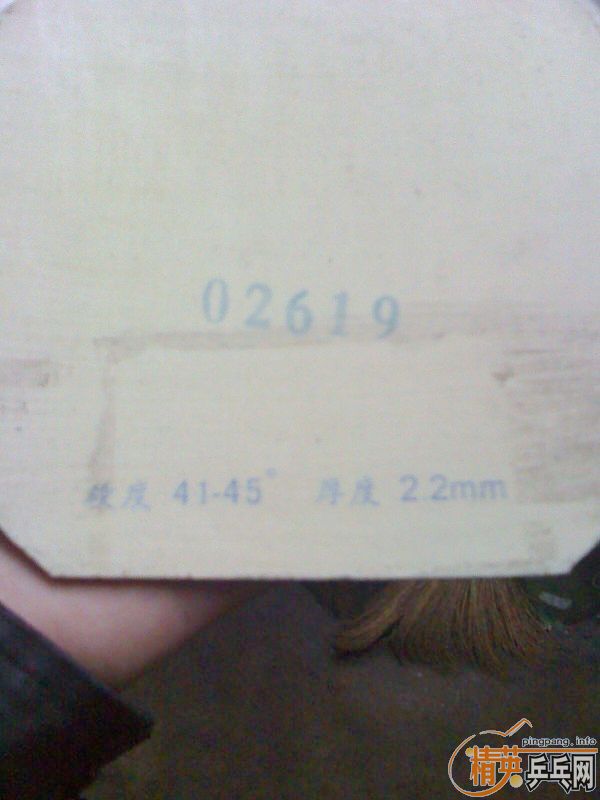 02619
硬度 41-45° 厚度 2.2mm
pingpang.info
精英乒乓网